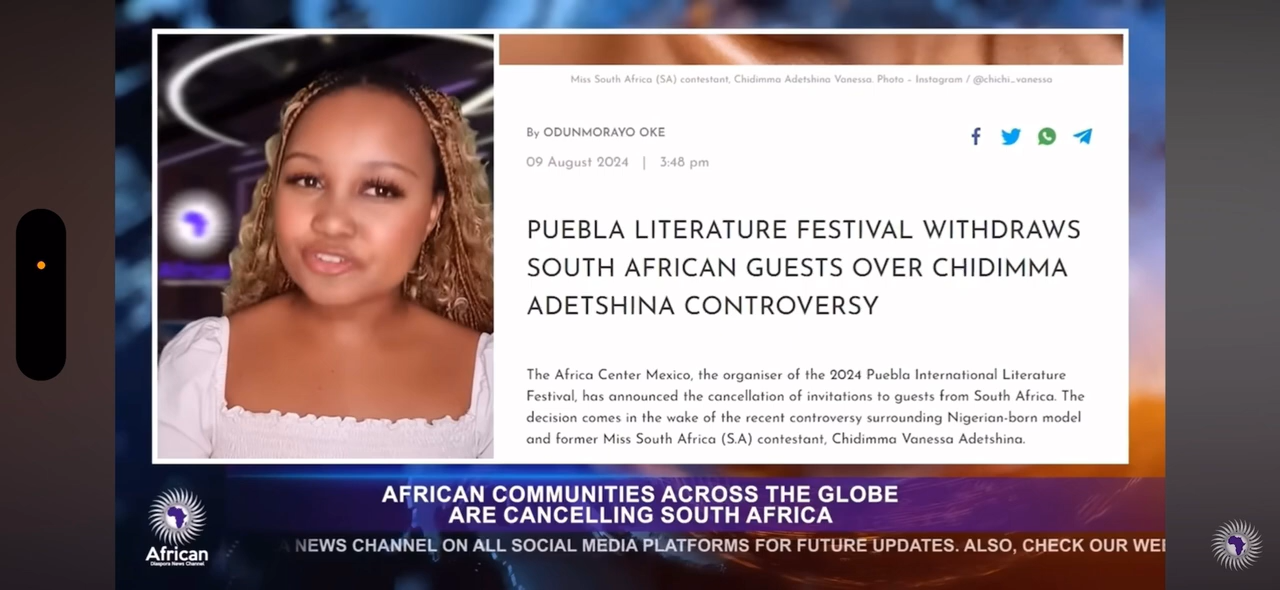 Miss South Africa (SA) contestant, Chidimma Adetshina Vanessa. Photo – Instagram / @chichi_vanessa
By ODUNMORAYO OKE
09 August 2024 | 3:48 pm
PUEBLA LITERATURE FESTIVAL WITHDRAWS
SOUTH AFRICAN GUESTS OVER CHIDIMMA
ADETSHINA CONTROVERSY
The Africa Center Mexico, the organiser of the 2024 Puebla International Literature
Festival, has announced the cancellation of invitations to guests from South Africa. The
decision comes in the wake of the recent controversy surrounding Nigerian-born model
and former Miss South Africa (S.A) contestant, Chidimma Vanessa Adetshina.
AFRICAN COMMUNITIES ACROSS THE GLOBE
ARE CANCELLING SOUTH AFRICA
A NEWS CHANNEL ON ALL SOCIAL MEDIA PLATFORMS FOR FUTURE UPDATES. ALSO, CHECK OUR WE
African
Diaspora News Channel